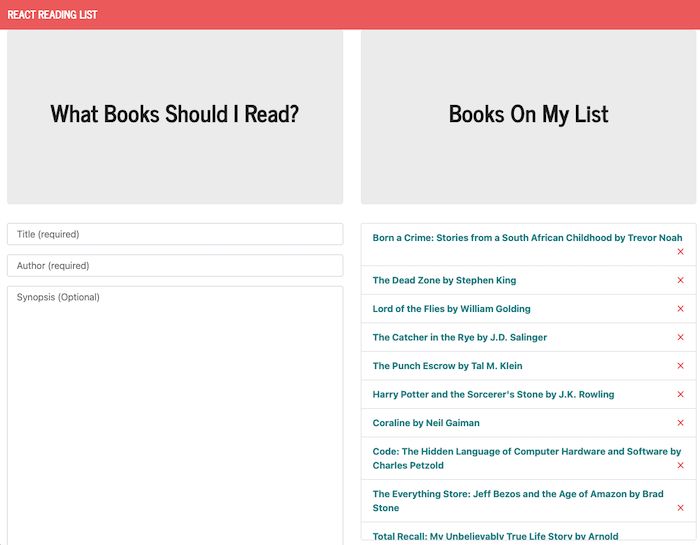 REACT READING LIST
What Books Should I Read?
Books On My List
Title (required)
Author (required)
Synopsis (Optional)
Born a Crime: Stories from a South African Childhood by Trevor Noah
The Dead Zone by Stephen King
Lord of the Flies by William Golding
The Catcher in the Rye by J.D. Salinger
The Punch Escrow by Tal M. Klein
Harry Potter and the Sorcerer's Stone by J.K. Rowling
Coraline by Neil Gaiman
Code: The Hidden Language of Computer Hardware and Software by
Charles Petzold
The Everything Store: Jeff Bezos and the Age of Amazon by Brad
Stone
Total Recall: My Unbelievably True Life Story by Arnold